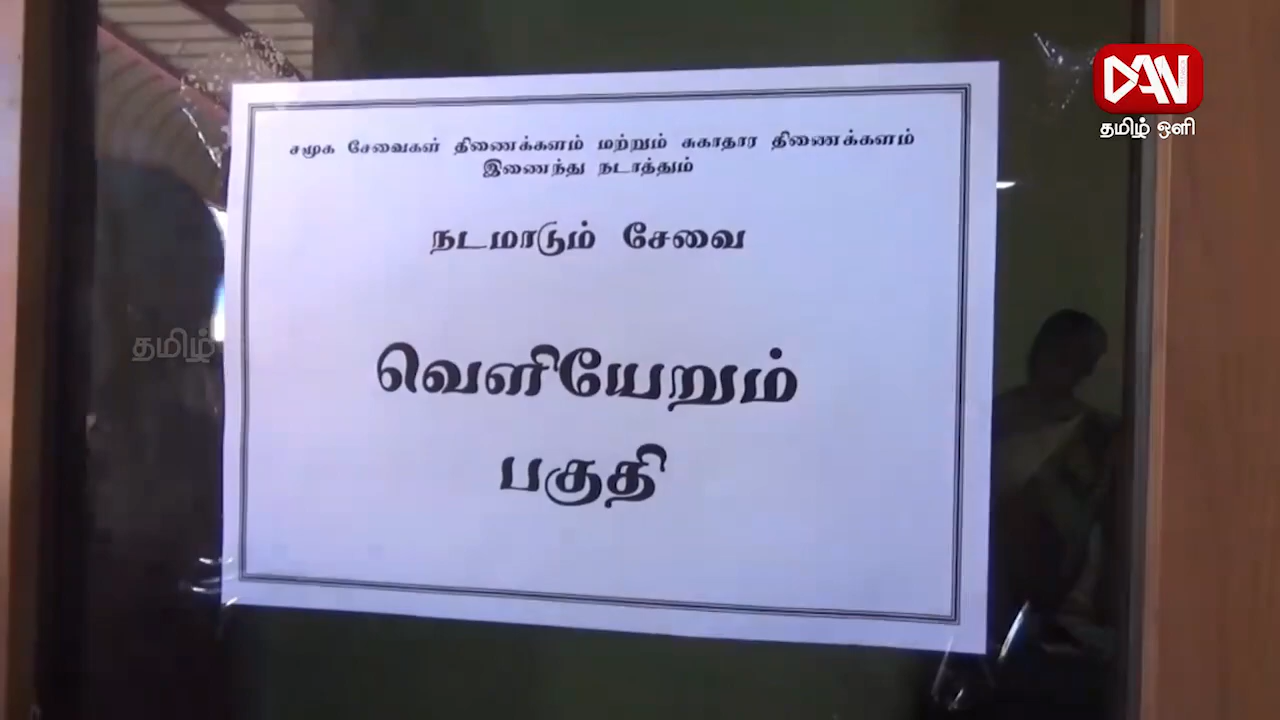 DAN
தமிழ் ஒளி
சமூக சேவைகள் திணைக்களம் மற்றும் சுகாதார திணைக்களம்
இணைந்து நடாத்தும்
நடமாடும் சேவை
தமிழ்
வெளியேறும்
பகுதி